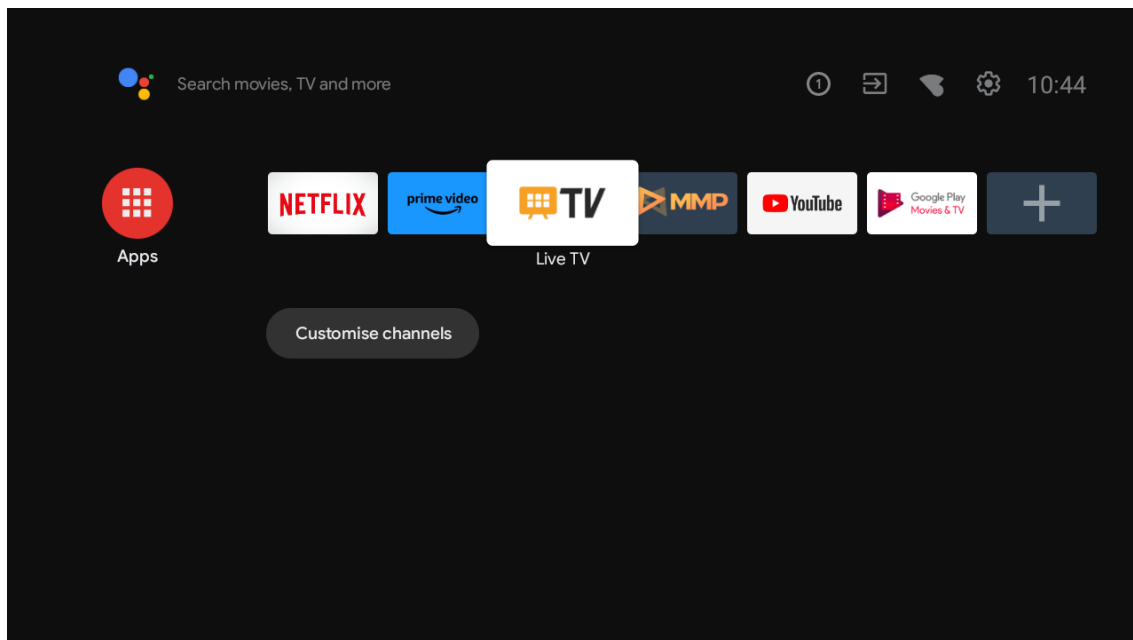 Search movies, TV and more
1
10:44
NETFLIX
prime video
TV
MMP
YouTube
Google Play
Movies & TV
Apps
Live TV
Customise channels